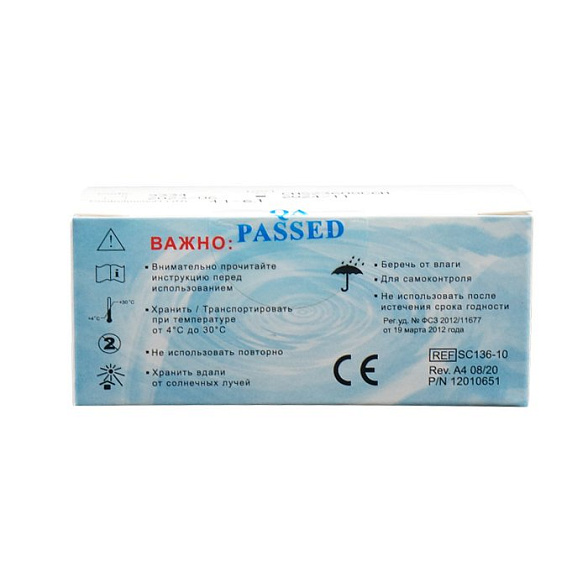 QA
PASSED
ВАЖНО:
▪ Внимательно прочитайте
инструкцию перед
использованием
▪ Хранить / Транспортировать
при температуре
от 4°С до 30°С
▪ Не использовать повторно
▪ Хранить вдали
от солнечных лучей
+30°C
+4°C
i
2
▪ Беречь от влаги
▪ Для самоконтроля
▪ Не использовать после
истечения срока годности
Рег.уд. № ФСЗ 2012/11677
от 19 марта 2012 года
CE
REF SC136-10
Rev. A4 08/20
P/N 12010651